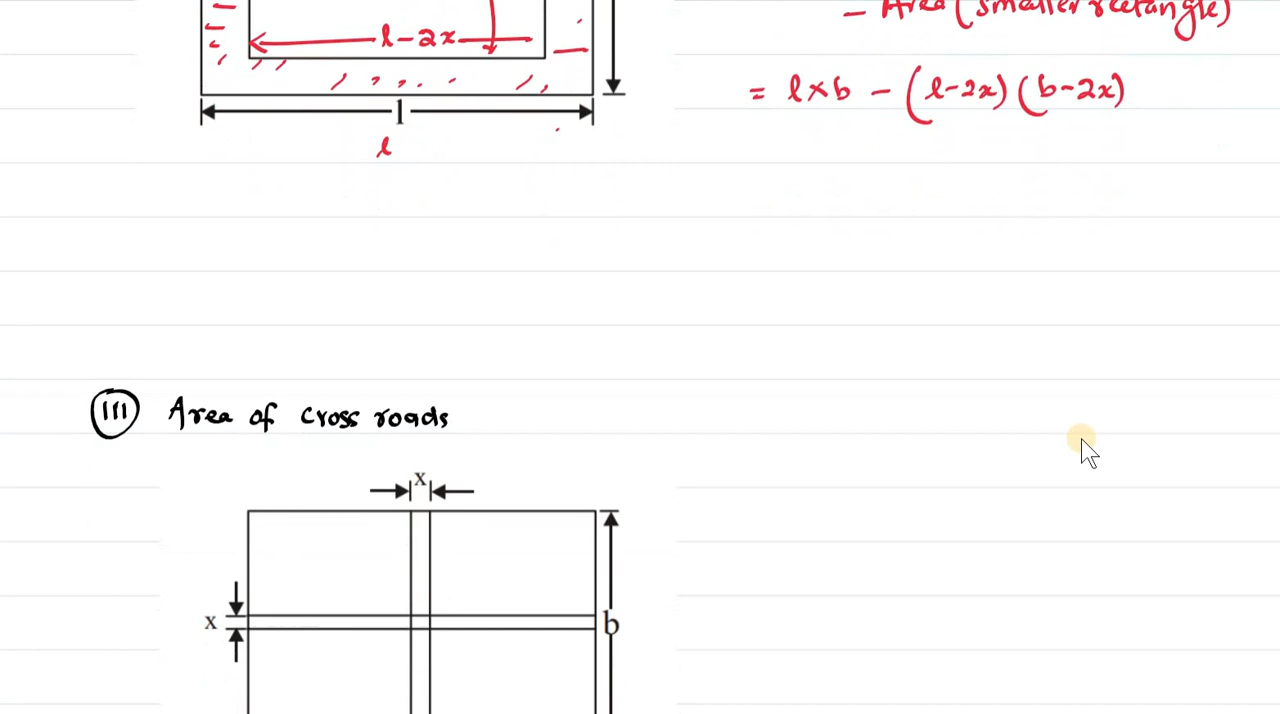 - Area (smaller rectangle)
l-2x
= l×b - (l-2x)(b-2x)
l
l
(III) Area of cross roads
x
x
b